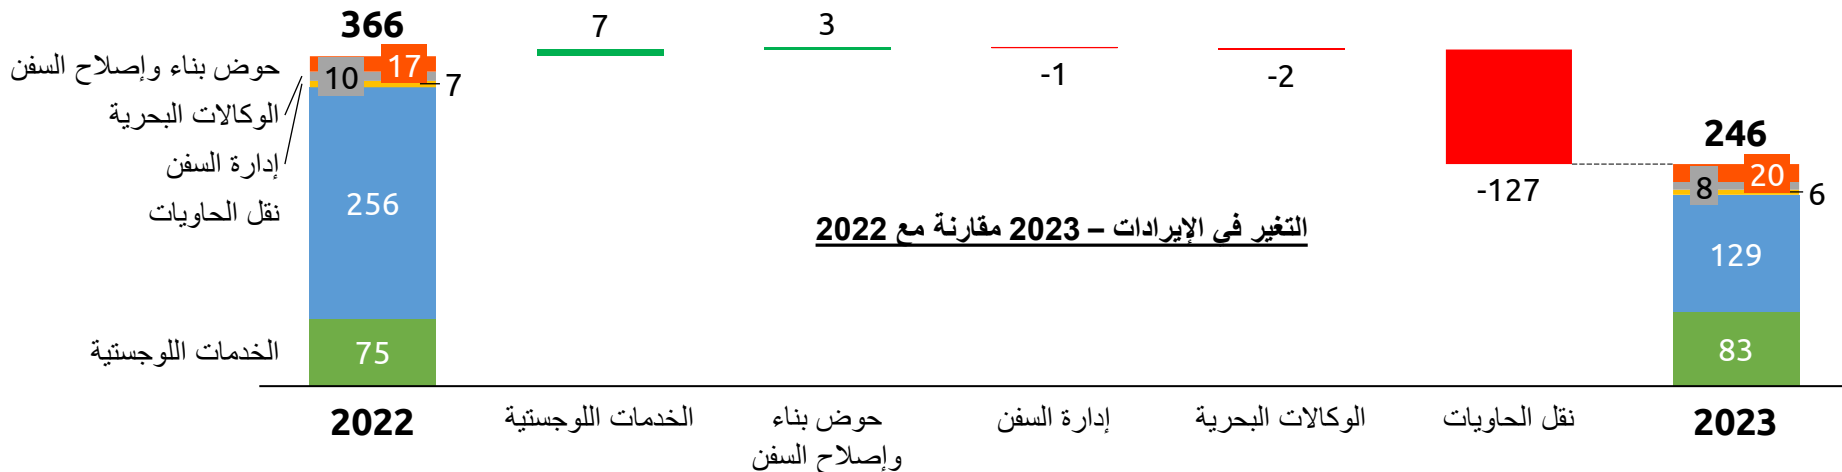 366
حوض بناء وإصلاح السفن
17
10
7
الوكالات البحرية
إدارة السفن
256
نقل الحاويات
75
الخدمات اللوجستية
7
3
-1
-2
-127
246
20
8
6
129
83
التغير في الإيرادات – 2023 مقارنة مع 2022
2022
الخدمات اللوجستية
حوض بناء
وإصلاح السفن
إدارة السفن
الوكالات البحرية
نقل الحاويات
2023